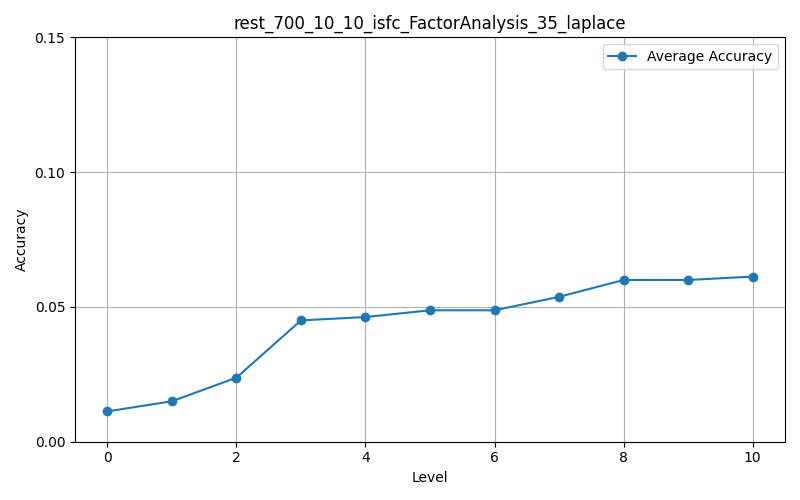 rest_700_10_10_isfc_FactorAnalysis_35_laplace
Average Accuracy
0.15
0.10
0.05
0.00
Accuracy
0 2 4 6 8 10
Level